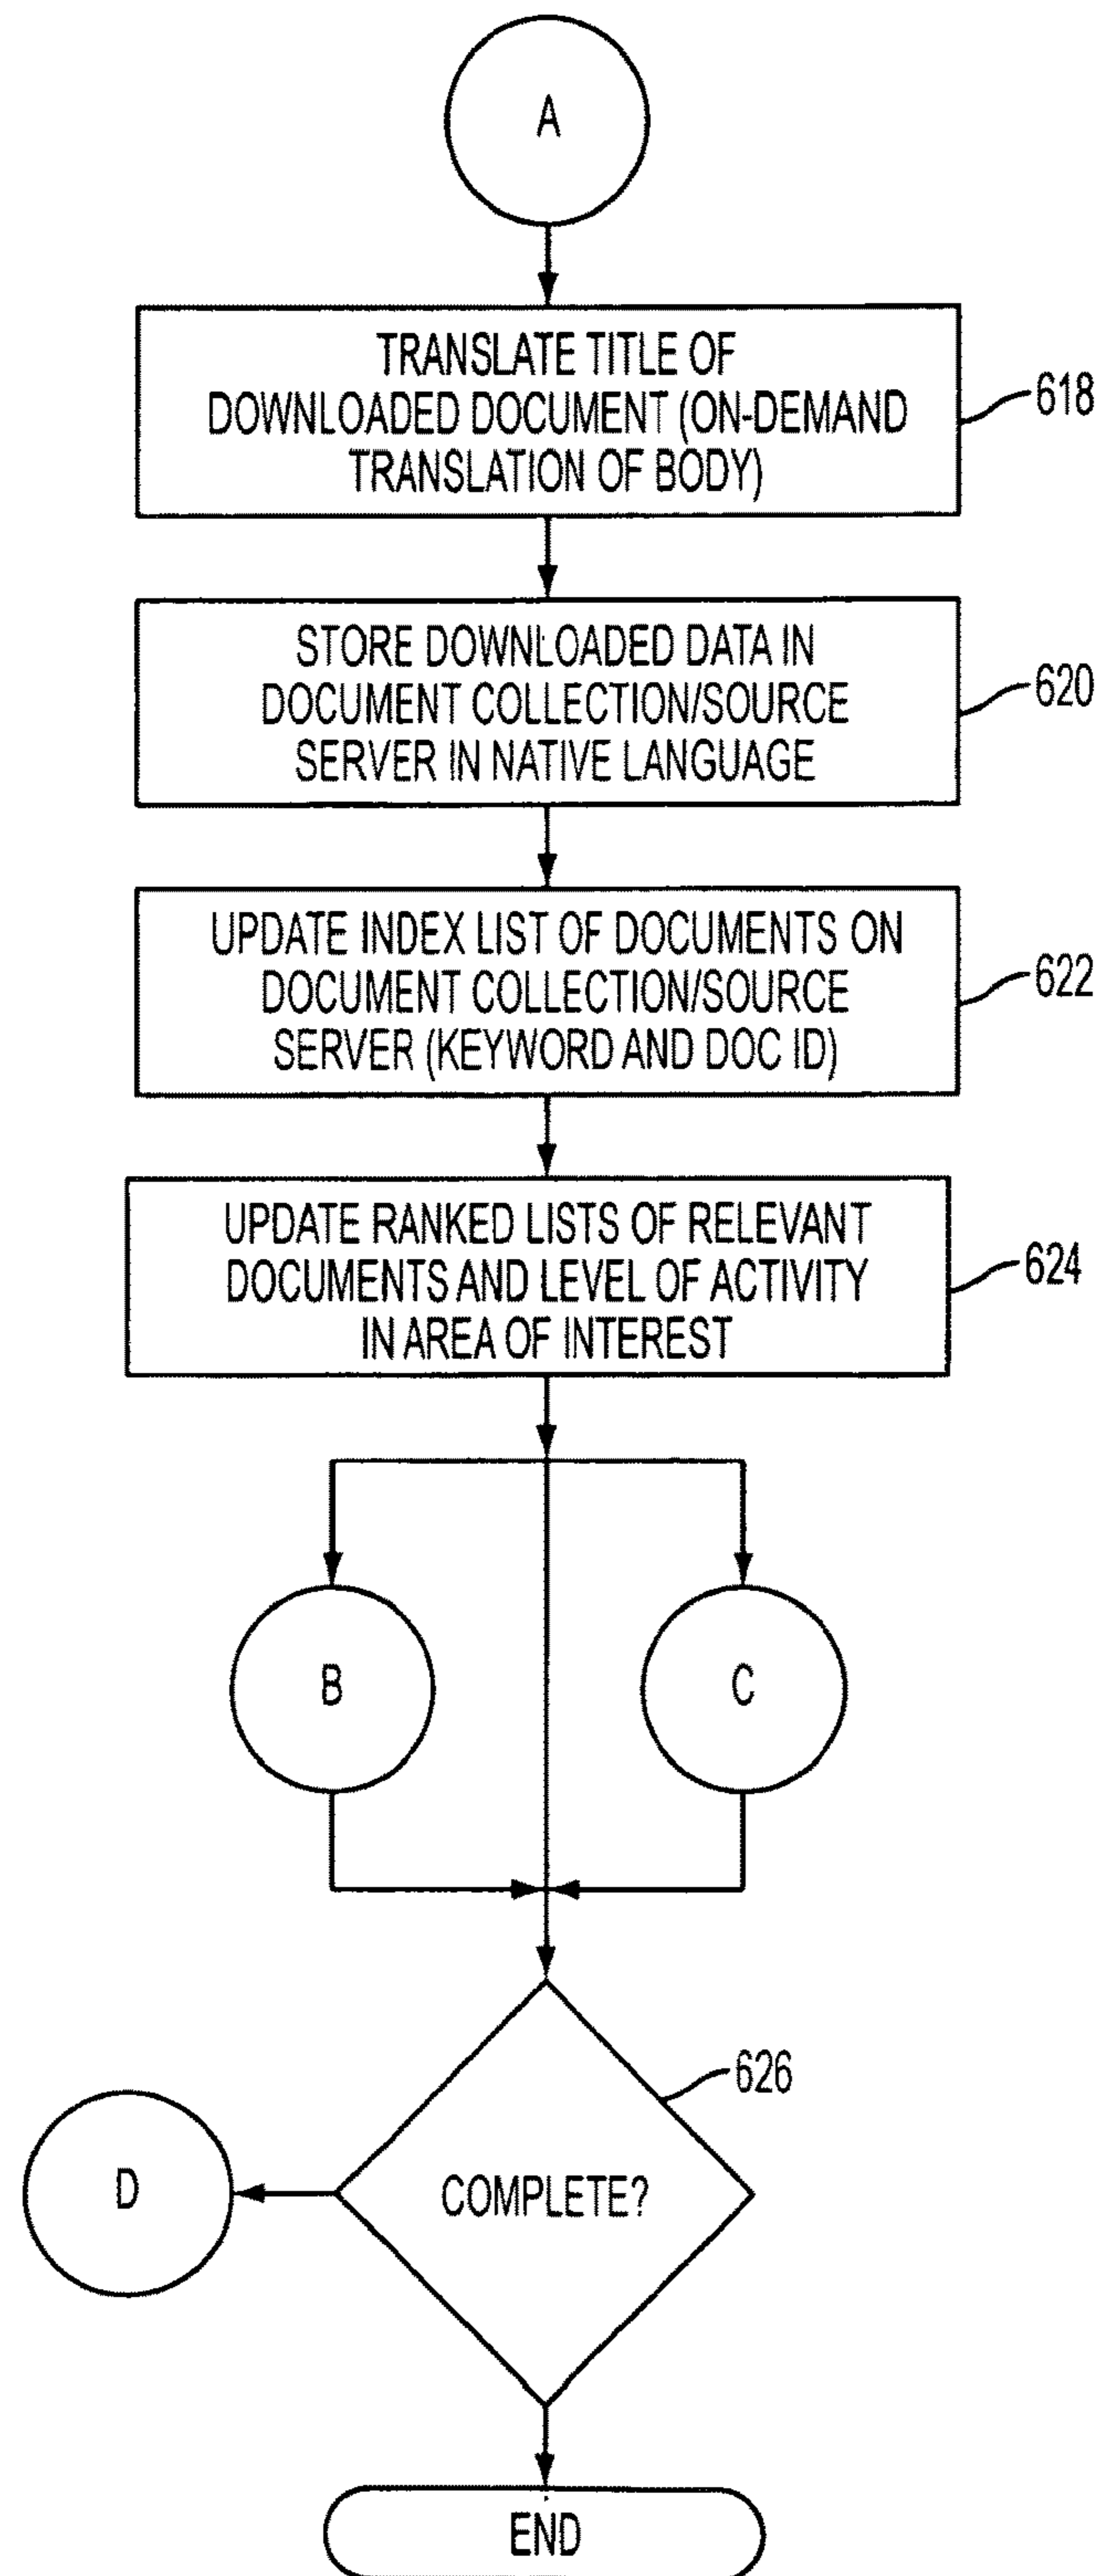 A
TRANSLATE TITLE OF
DOWNLOADED DOCUMENT (ON-DEMAND
TRANSLATION OF BODY)
618
STORE DOWNLOADED DATA IN
DOCUMENT COLLECTION/SOURCE
SERVER IN NATIVE LANGUAGE
620
UPDATE INDEX LIST OF DOCUMENTS ON
DOCUMENT COLLECTION/SOURCE
SERVER (KEYWORD AND DOC ID)
622
UPDATE RANKED LISTS OF RELEVANT
DOCUMENTS AND LEVEL OF ACTIVITY
IN AREA OF INTEREST
624
B
C
626
D
COMPLETE?
END